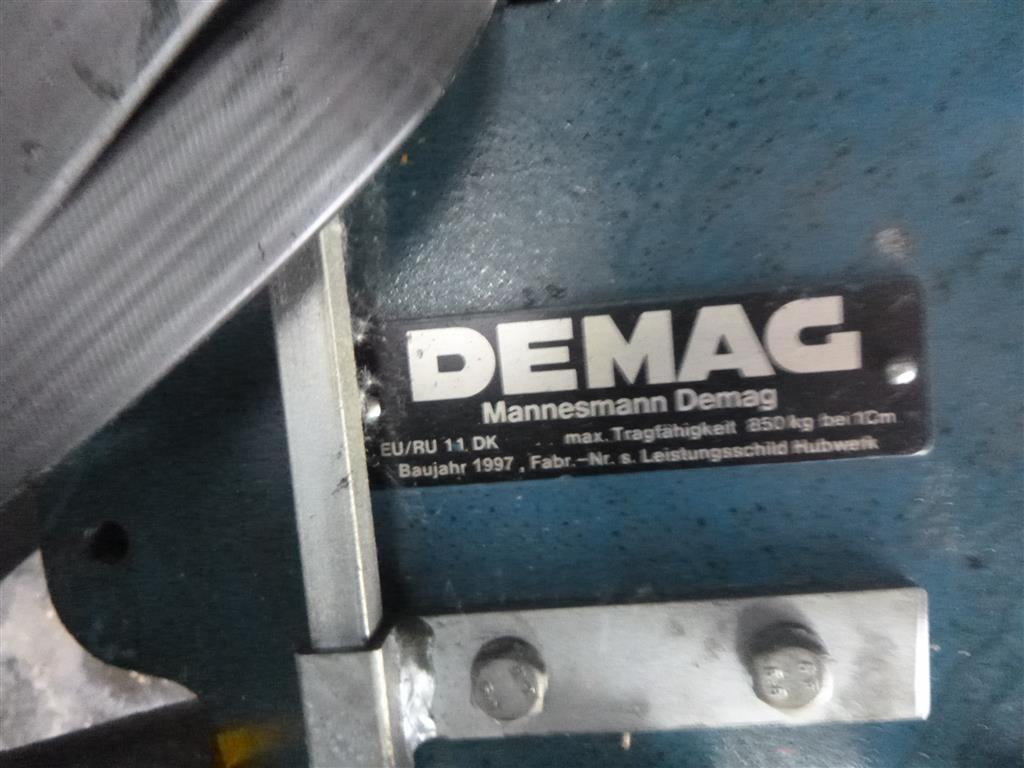 DEMAG
Mannesmann Demag
EU/RU 11 DK max. Tragfähigkeit 850 kg bei 1Cm
Baujahr 1997 , Fabr.-Nr. s. Leistungsschild Hubwerk